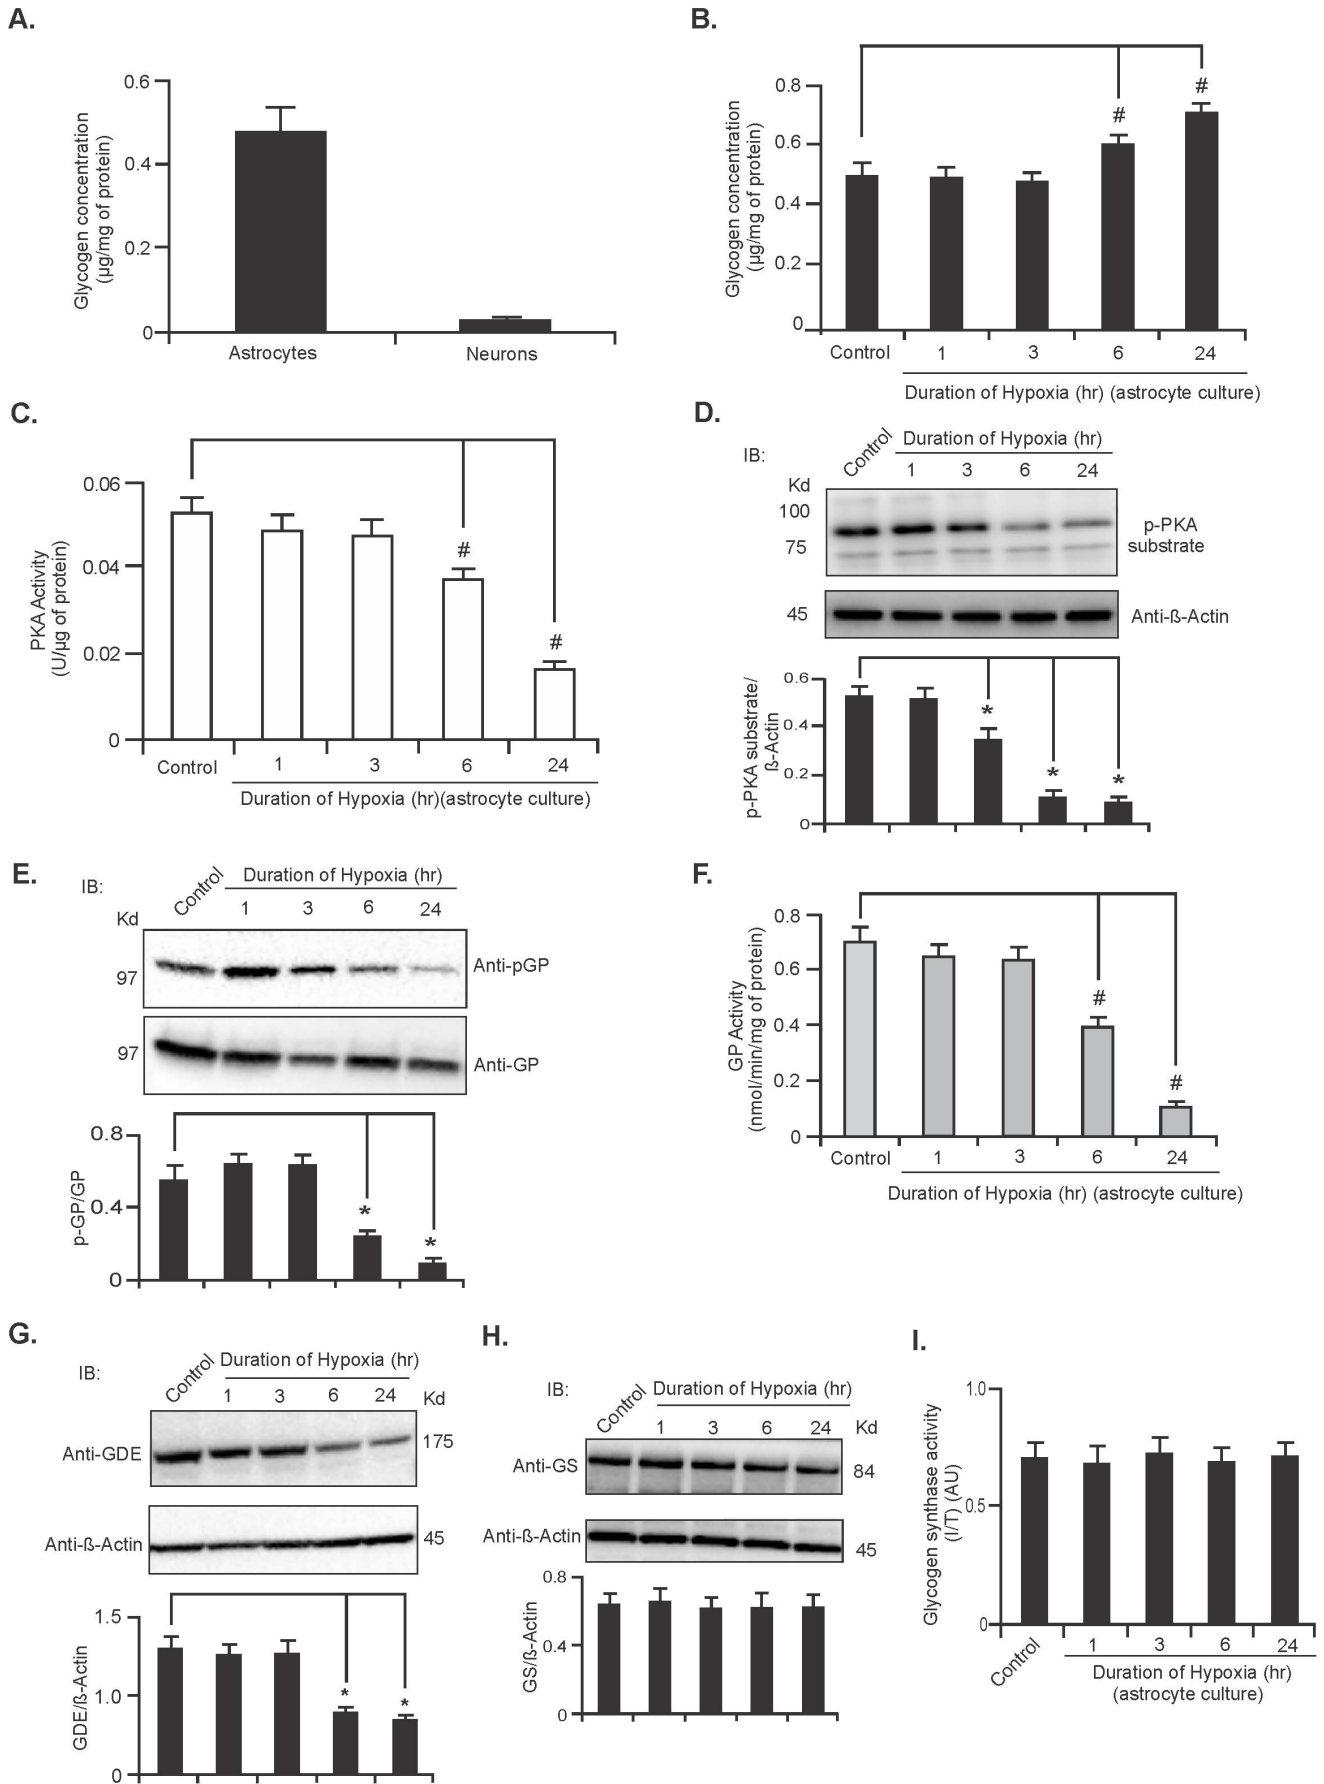 A.
Glycogen concentration
(µg/mg of protein)
0.6
0.4
0.2
0
Astrocytes
Neurons
B.
Glycogen concentration
(µg/mg of protein)
0.8
0.6
0.4
0.2
0
#
#
Control
1
3
6
24
Duration of Hypoxia (hr) (astrocyte culture)
C.
PKA Activity
(U/µg of protein)
0.06
0.04
0.02
0
#
#
Control
1
3
6
24
Duration of Hypoxia (hr)(astrocyte culture)
D.
IB:
Control
Duration of Hypoxia (hr)
1
3
6
24
Kd
100
75
p-PKA
substrate
45
Anti-ß-Actin
p-PKA substrate/
ß-Actin
0.6
0.4
0.2
0
*
*
*
E.
IB:
Control
Duration of Hypoxia (hr)
1
3
6
24
Kd
97
Anti-pGP
97
Anti-GP
p-GP/GP
0.8
0.4
0
*
*
F.
GP Activity
(nmol/min/mg of protein)
0.8
0.6
0.4
0.2
0
#
#
Control
1
3
6
24
Duration of Hypoxia (hr) (astrocyte culture)
G.
IB:
Control
Duration of Hypoxia (hr)
1
3
6
24
Kd
Anti-GDE
175
Anti-ß-Actin
45
GDE/ß-Actin
1.5
1.0
0
*
*
H.
IB:
Control
Duration of Hypoxia (hr)
1
3
6
24
Kd
Anti-GS
84
Anti-ß-Actin
45
GS/ß-Actin
0.8
0.4
0
I.
Glycogen synthase activity
(I/T) (AU)
1.0
0.5
0
Control
1
3
6
24
Duration of Hypoxia (hr)
(astrocyte culture)